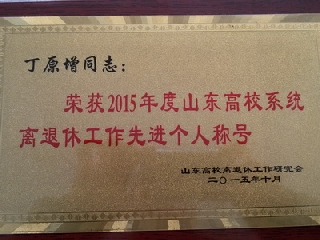 丁原增同志：
荣获2015年度山东高校系统
离退休工作先进个人称号
山东高校离退休工作研究会
二〇一五年十月